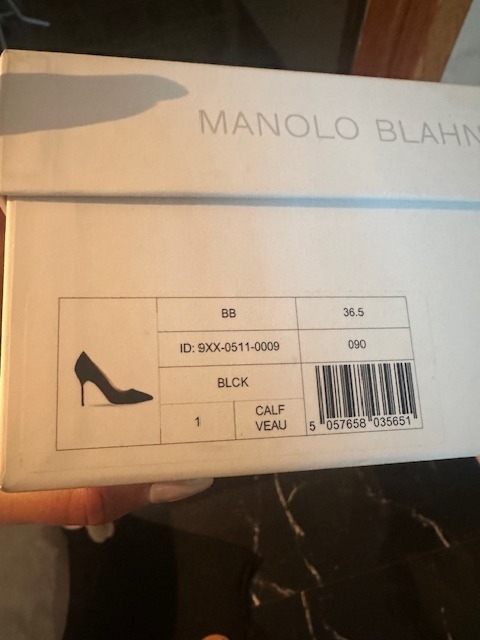 MANOLO BLAHN
BB
36.5
ID: 9XX-0511-0009
090
BLCK
1
CALF
VEAU
5 057658 035651